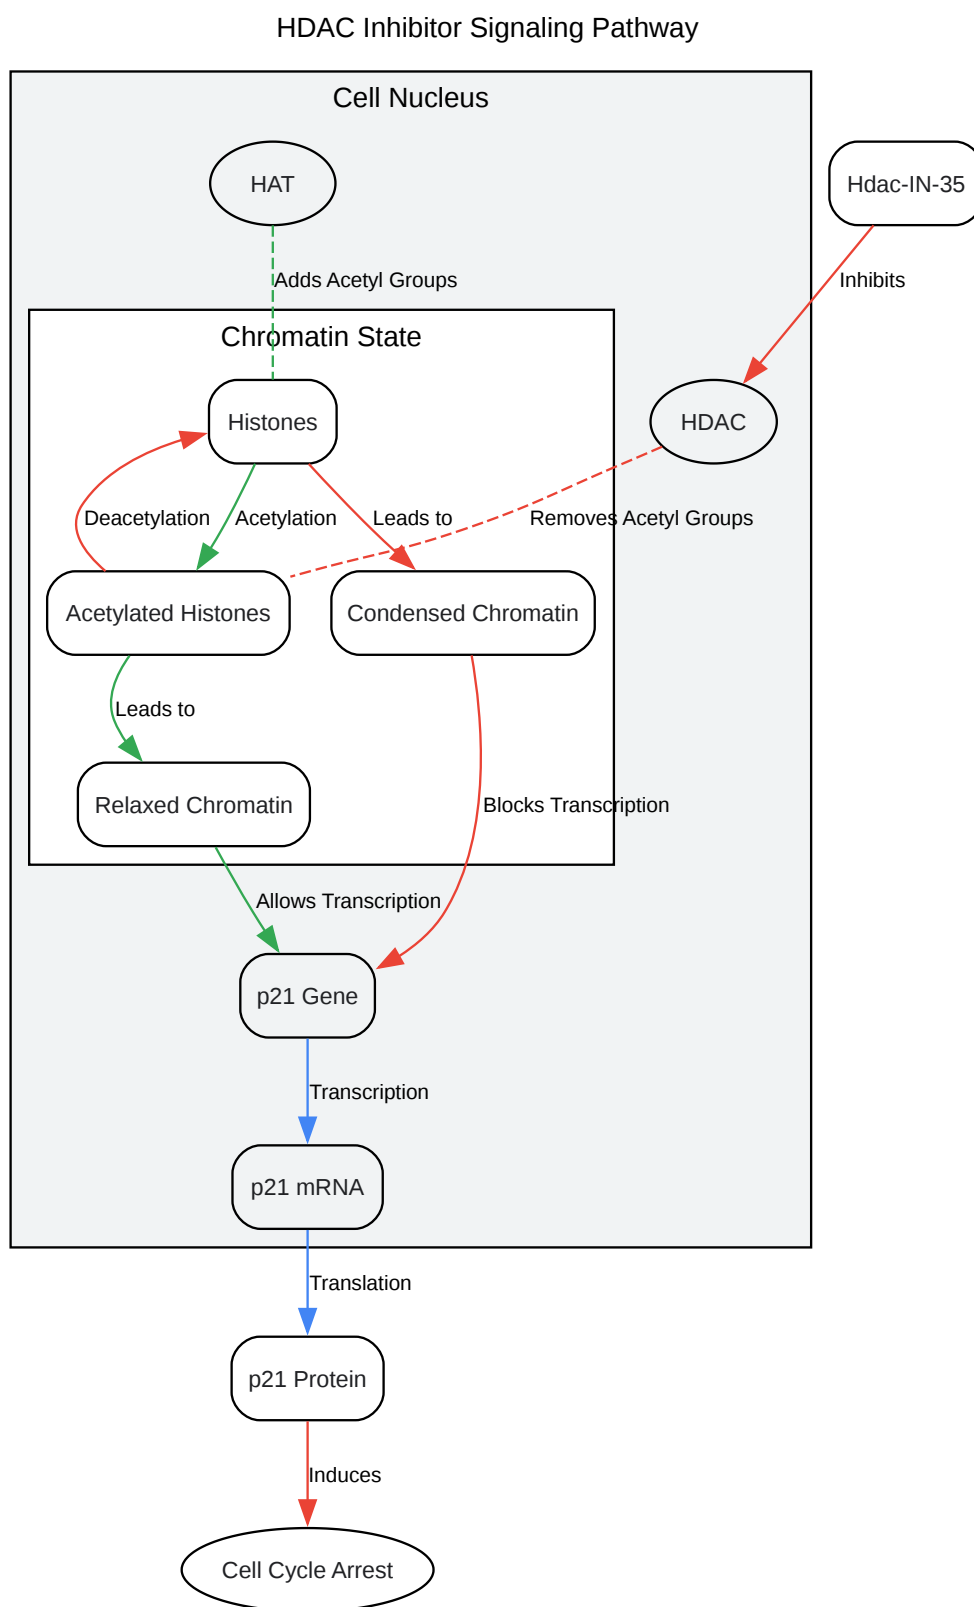 HDAC Inhibitor Signaling Pathway
Cell Nucleus
HAT
Hdac-IN-35
Adds Acetyl Groups
Inhibits
Chromatin State
Histones
HDAC
Deacetylation
Acetylation
Leads to
Removes Acetyl Groups
Acetylated Histones
Condensed Chromatin
Leads to
Relaxed Chromatin
Blocks Transcription
Allows Transcription
p21 Gene
Transcription
p21 mRNA
Translation
p21 Protein
Induces
Cell Cycle Arrest